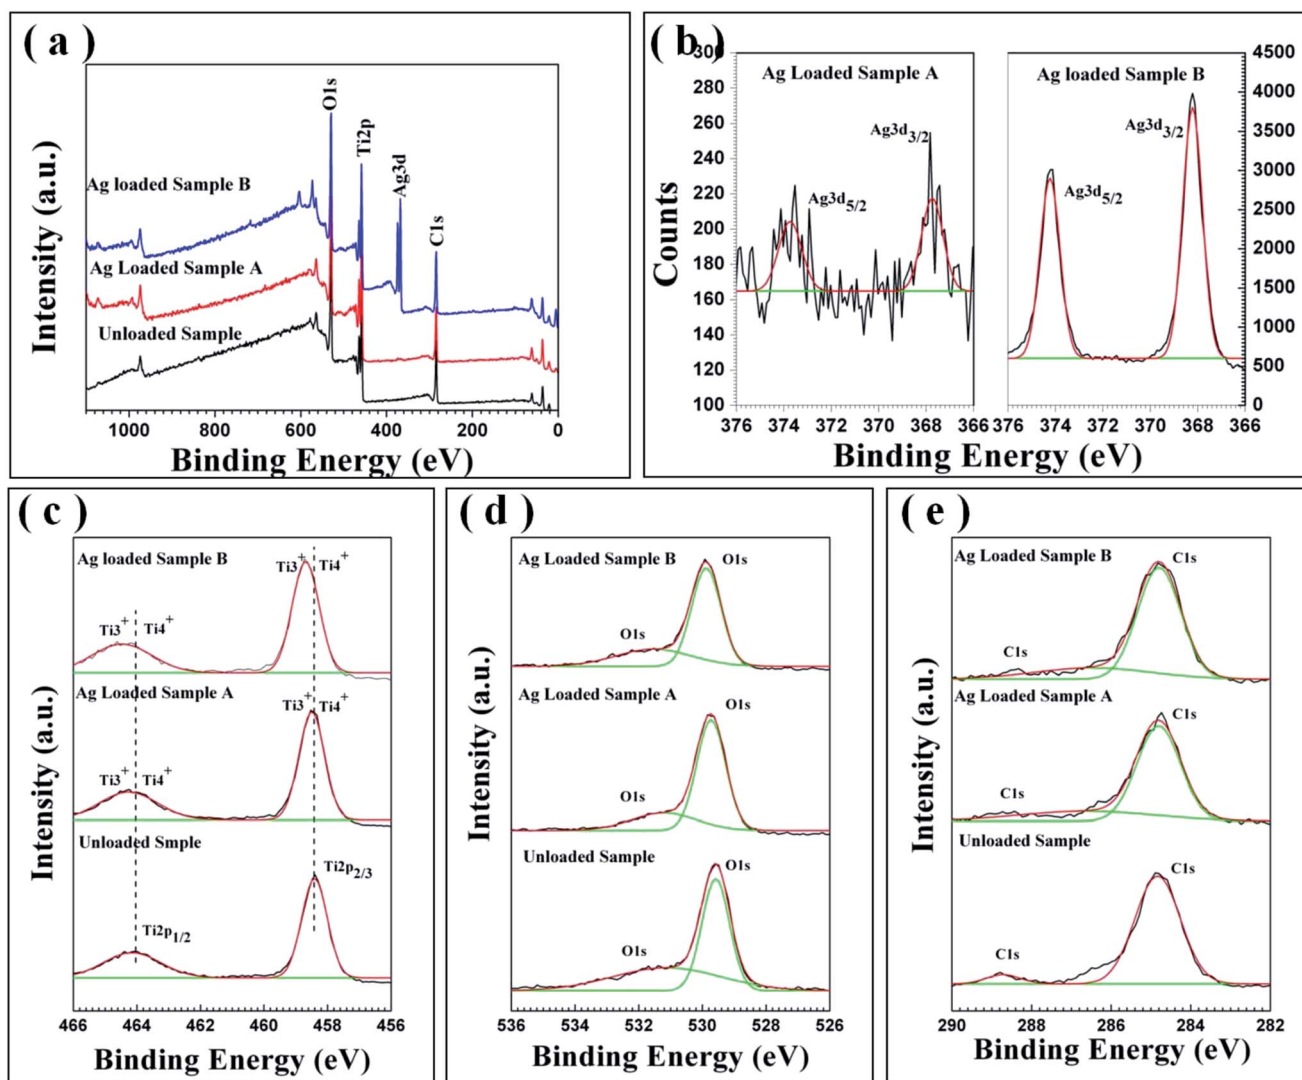 ( a )
O1s
Ti2p
Ag3d
C1s
Ag loaded Sample B
Ag Loaded Sample A
Unloaded Sample
Intensity (a.u.)
1000 800 600 400 200 0
Binding Energy (eV)
( b )
300
280
260
240
220
200
180
160
140
120
100
Counts
Ag Loaded Sample A
Ag3d3/2
Ag3d5/2
376 374 372 370 368 366
Ag loaded Sample B
Ag3d3/2
Ag3d5/2
4500
4000
3500
3000
2500
2000
1500
1000
500
0
376 374 372 370 368 366
Binding Energy (eV)
( c )
Ag loaded Sample B
Ti3+ Ti4+
Ti3+ Ti4+
Ag Loaded Sample A
Ti3+ Ti4+
Ti3+ Ti4+
Unloaded Smple
Ti2p2/3
Ti2p1/2
Intensity (a.u.)
466 464 462 460 458 456
Binding Energy (eV)
( d )
Ag Loaded Sample B
O1s
O1s
Ag Loaded Sample A
O1s
O1s
Unloaded Sample
O1s
O1s
Intensity (a.u.)
536 534 532 530 528 526
Binding Energy (eV)
( e )
Ag Loaded Sample B
C1s
C1s
Ag Loaded Sample A
C1s
C1s
Unloaded Sample
C1s
C1s
Intensity (a.u.)
290 288 286 284 282
Binding Energy (eV)